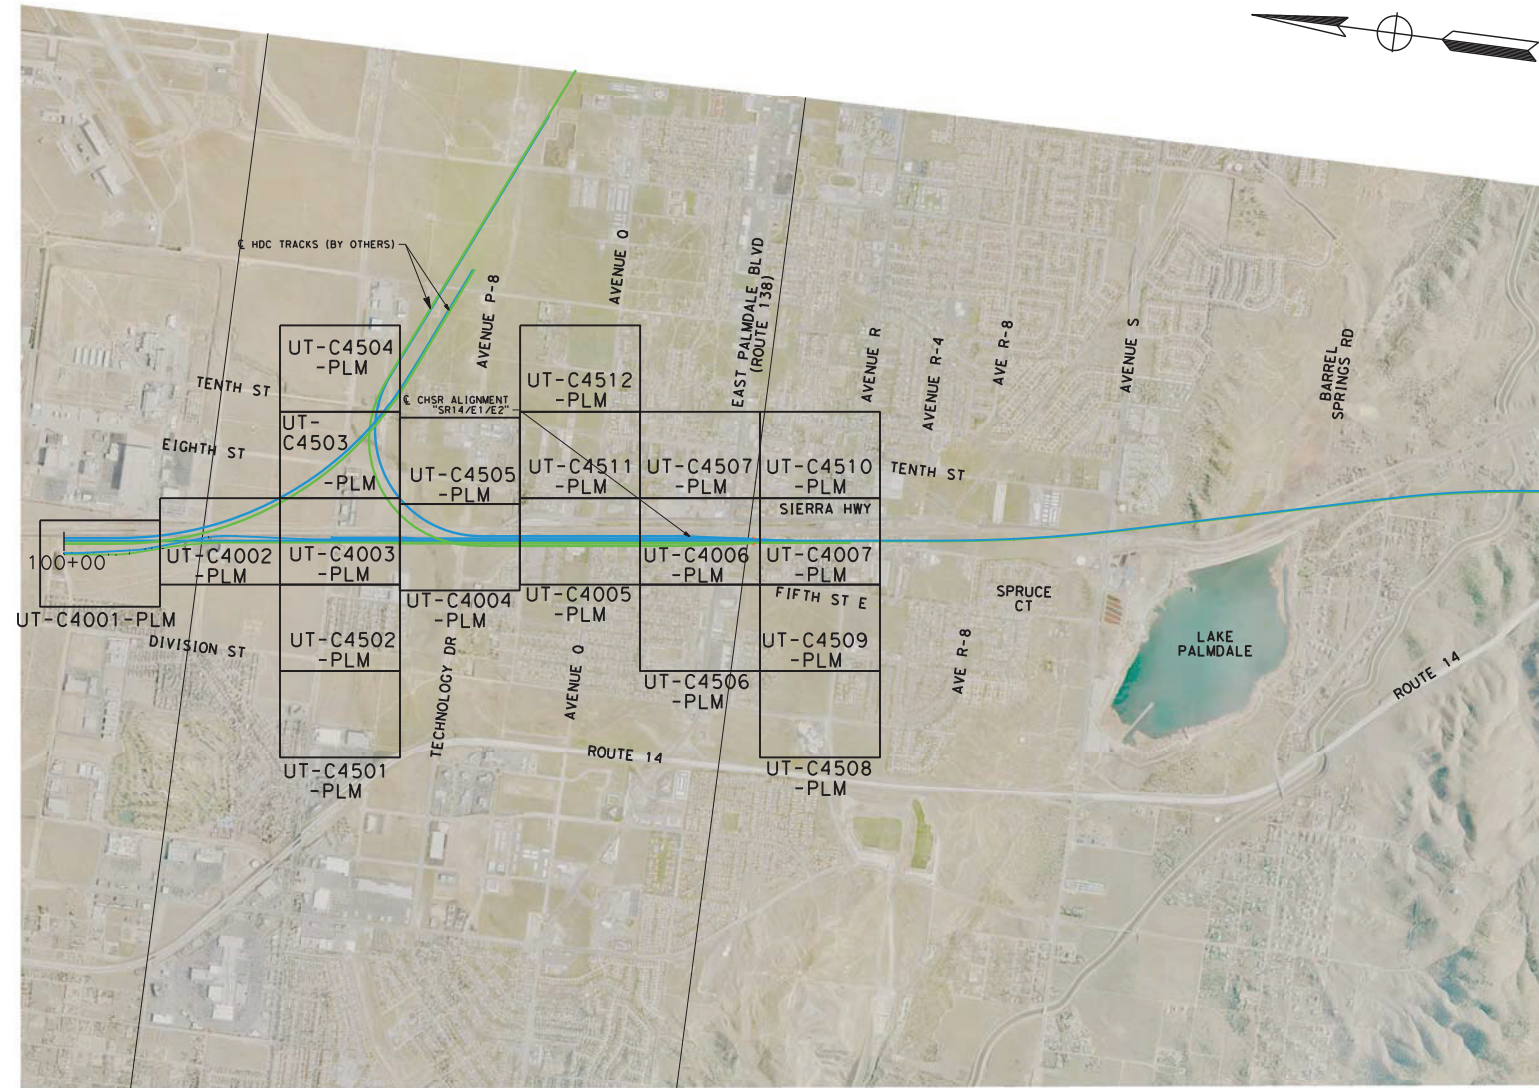 ℄ HDC TRACKS (BY OTHERS)
AVENUE P-8
AVENUE Q
EAST PALMDALE BLVD
(ROUTE 138)
AVENUE R
AVENUE R-4
AVE R-8
AVENUE S
BARREL
SPRINGS RD
UT-C4504
-PLM
TENTH ST
UT-C4512
-PLM
℄ CHSR ALIGNMENT
"SR14/E1/E2"
EIGHTH ST
UT-
C4503
-PLM
UT-C4505
-PLM
UT-C4511
-PLM
UT-C4507
-PLM
UT-C4510
-PLM
TENTH ST
SIERRA HWY
100+00
UT-C4002
-PLM
UT-C4003
-PLM
UT-C4006
-PLM
UT-C4007
-PLM
UT-C4001-PLM
UT-C4004
-PLM
UT-C4005
-PLM
FIFTH ST E
SPRUCE
CT
DIVISION ST
UT-C4502
-PLM
TECHNOLOGY DR
AVENUE Q
UT-C4506
-PLM
UT-C4509
-PLM
AVE R-8
LAKE
PALMDALE
ROUTE 14
ROUTE 14
UT-C4501
-PLM
UT-C4508
-PLM